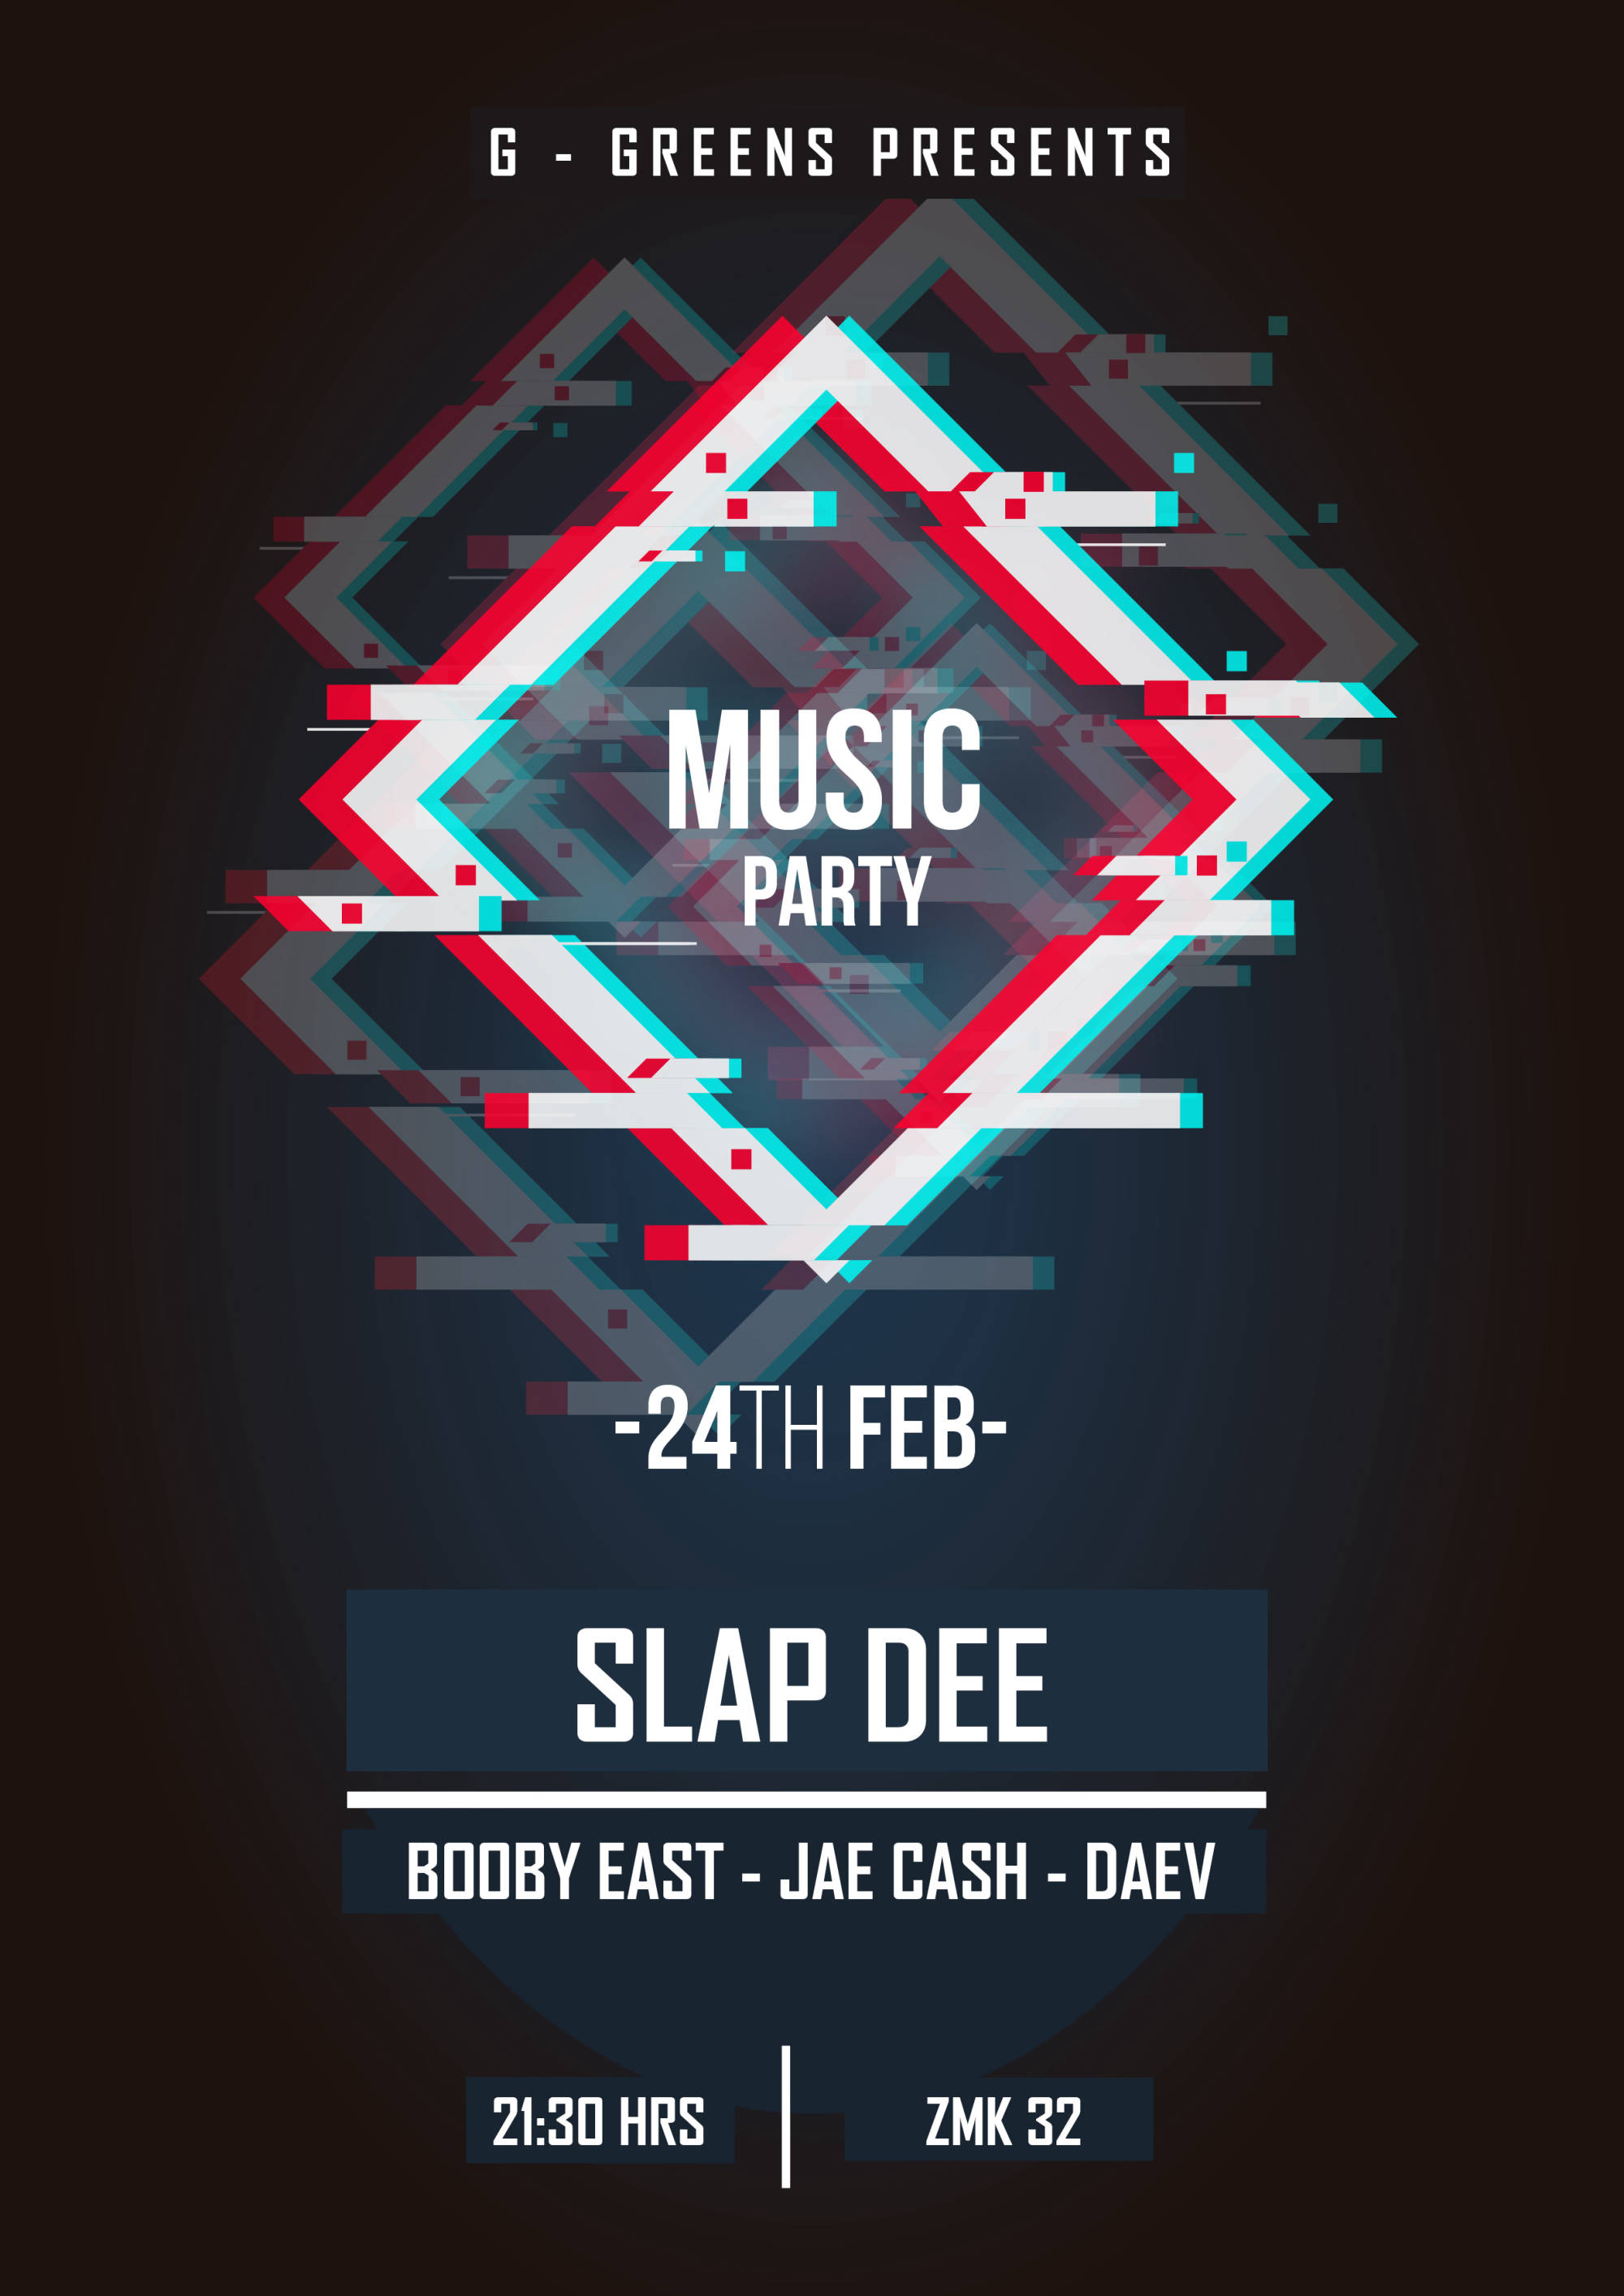 G - GREENS PRESENTS
MUSIC
PARTY
-24TH FEB-
SLAP DEE
BOOBY EAST - JAE CASH - DAEV
21:30 HRS
ZMK 32